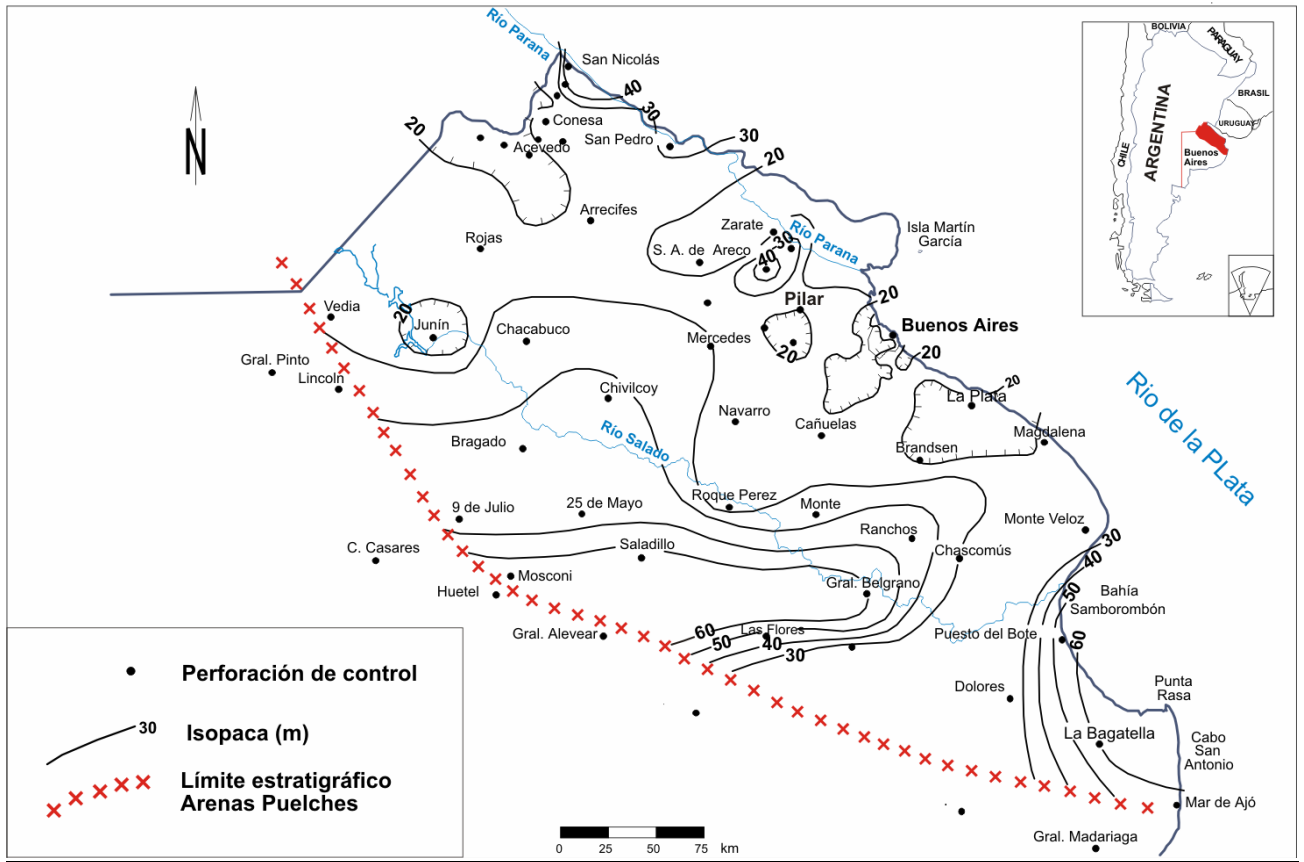 Río Parana
San Nicolás
40
30
Conesa
San Pedro
30
20
Acevedo
20
Arrecifes
Rojas
Zarate
Río Parana
30
40
S. A. de Areco
Isla Martín
García
Vedia
20
Junín
Chacabuco
Pilar
20
Mercedes
20
Buenos Aires
20
Gral. Pinto
Lincoln
Chivilcoy
Navarro
Cañuelas
La Plata
20
Magdalena
Brandsen
Rio de la PLata
Bragado
Río Salado
Roque Perez
Monte
9 de Julio
25 de Mayo
Ranchos
Monte Veloz
Chascomús
C. Casares
Saladillo
30
40
50
60
Mosconi
Huetel
Gral. Belgrano
Bahía
Samborombón
Gral. Alevear
Las Flores
60
50
40
30
Puesto del Bote
Dolores
Punta
Rasa
La Bagatella
Cabo
San
Antonio
Mar de Ajó
Gral. Madariaga
N
Perforación de control
30
Isopaca (m)
Límite estratigráfico
Arenas Puelches
0 25 50 75 km
BOLIVIA
PARAGUAY
BRASIL
URUGUAY
CHILE
ARGENTINA
Buenos
Aires